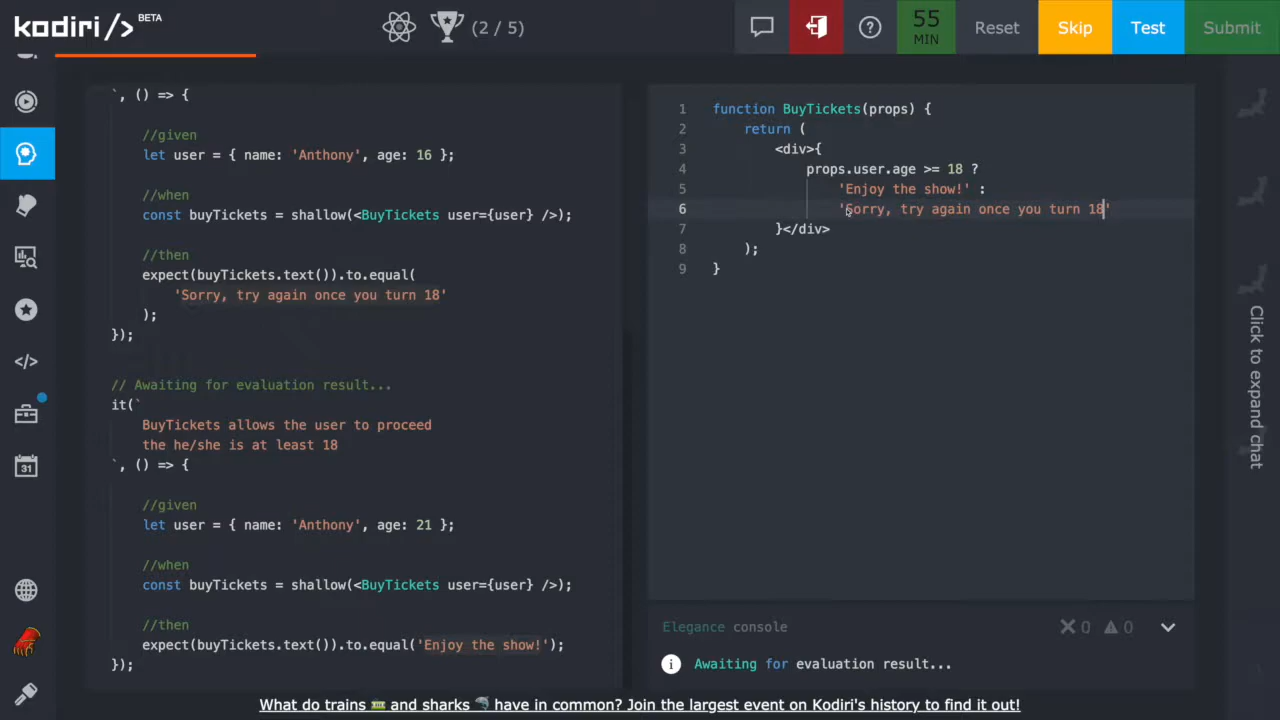 kodiri/> BETA
(2 / 5)
55
MIN
Reset
Skip
Test
Submit
`, () => {
//given
let user = { name: 'Anthony', age: 16 };
//when
const buyTickets = shallow(<BuyTickets user={user} />);
//then
expect(buyTickets.text()).to.equal(
'Sorry, try again once you turn 18'
);
});
// Awaiting for evaluation result...
it(`
BuyTickets allows the user to proceed
the he/she is at least 18
`, () => {
//given
let user = { name: 'Anthony', age: 21 };
//when
const buyTickets = shallow(<BuyTickets user={user} />);
//then
expect(buyTickets.text()).to.equal('Enjoy the show!');
});
1 function BuyTickets(props) {
2 return (
3 <div>{
4 props.user.age >= 18 ?
5 'Enjoy the show!' :
6 'Sorry, try again once you turn 18'
7 }</div>
8 );
9 }
Elegance console
0 0
Awaiting for evaluation result...
Click to expand chat
31
</>
What do trains 🚃 and sharks 🦈 have in common? Join the largest event on Kodiri's history to find it out!